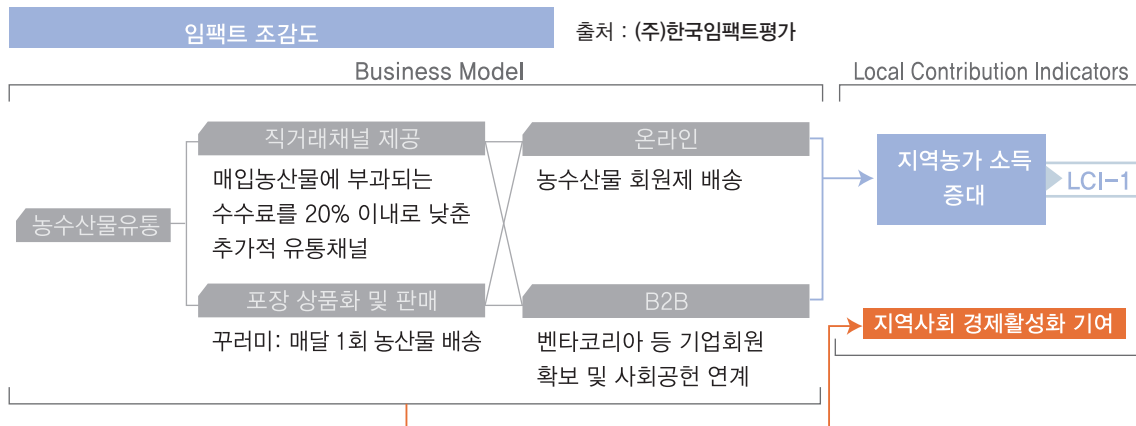 임팩트 조감도
출처 : (주)한국임팩트평가
Business Model
Local Contribution Indicators
농수산물유통
직거래채널 제공
매입농산물에 부과되는
수수료를 20% 이내로 낮춘
추가적 유통채널
포장 상품화 및 판매
꾸러미: 매달 1회 농산물 배송
온라인
농수산물 회원제 배송
B2B
벤타코리아 등 기업회원
확보 및 사회공헌 연계
지역농가 소득
증대
LCI-1
지역사회 경제활성화 기여